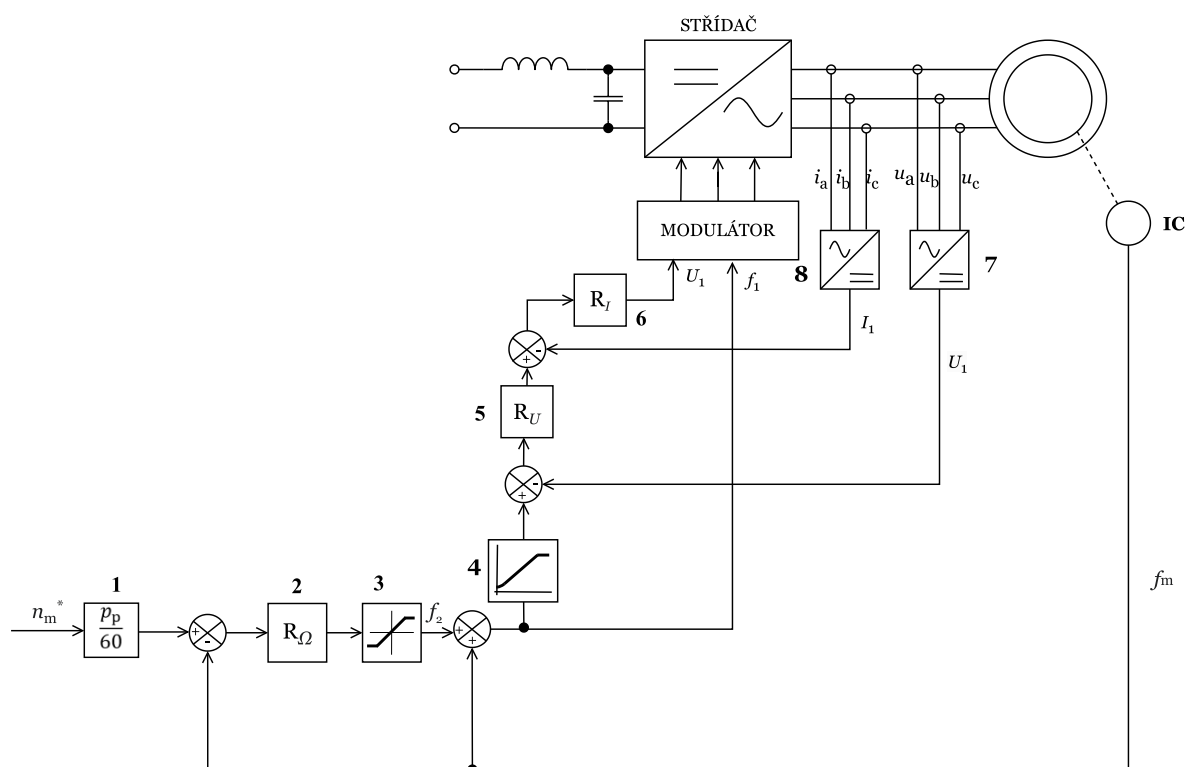 STŘÍDAČ
i_a i_b i_c u_a u_b u_c
IC
MODULÁTOR
8
7
U_1
f_1
R_I
6
I_1
-
+
U_1
5
R_U
-
+
4
f_m
1
2
3
n_m*
p_p
60
+
-
R_Ω
f_2
+
+